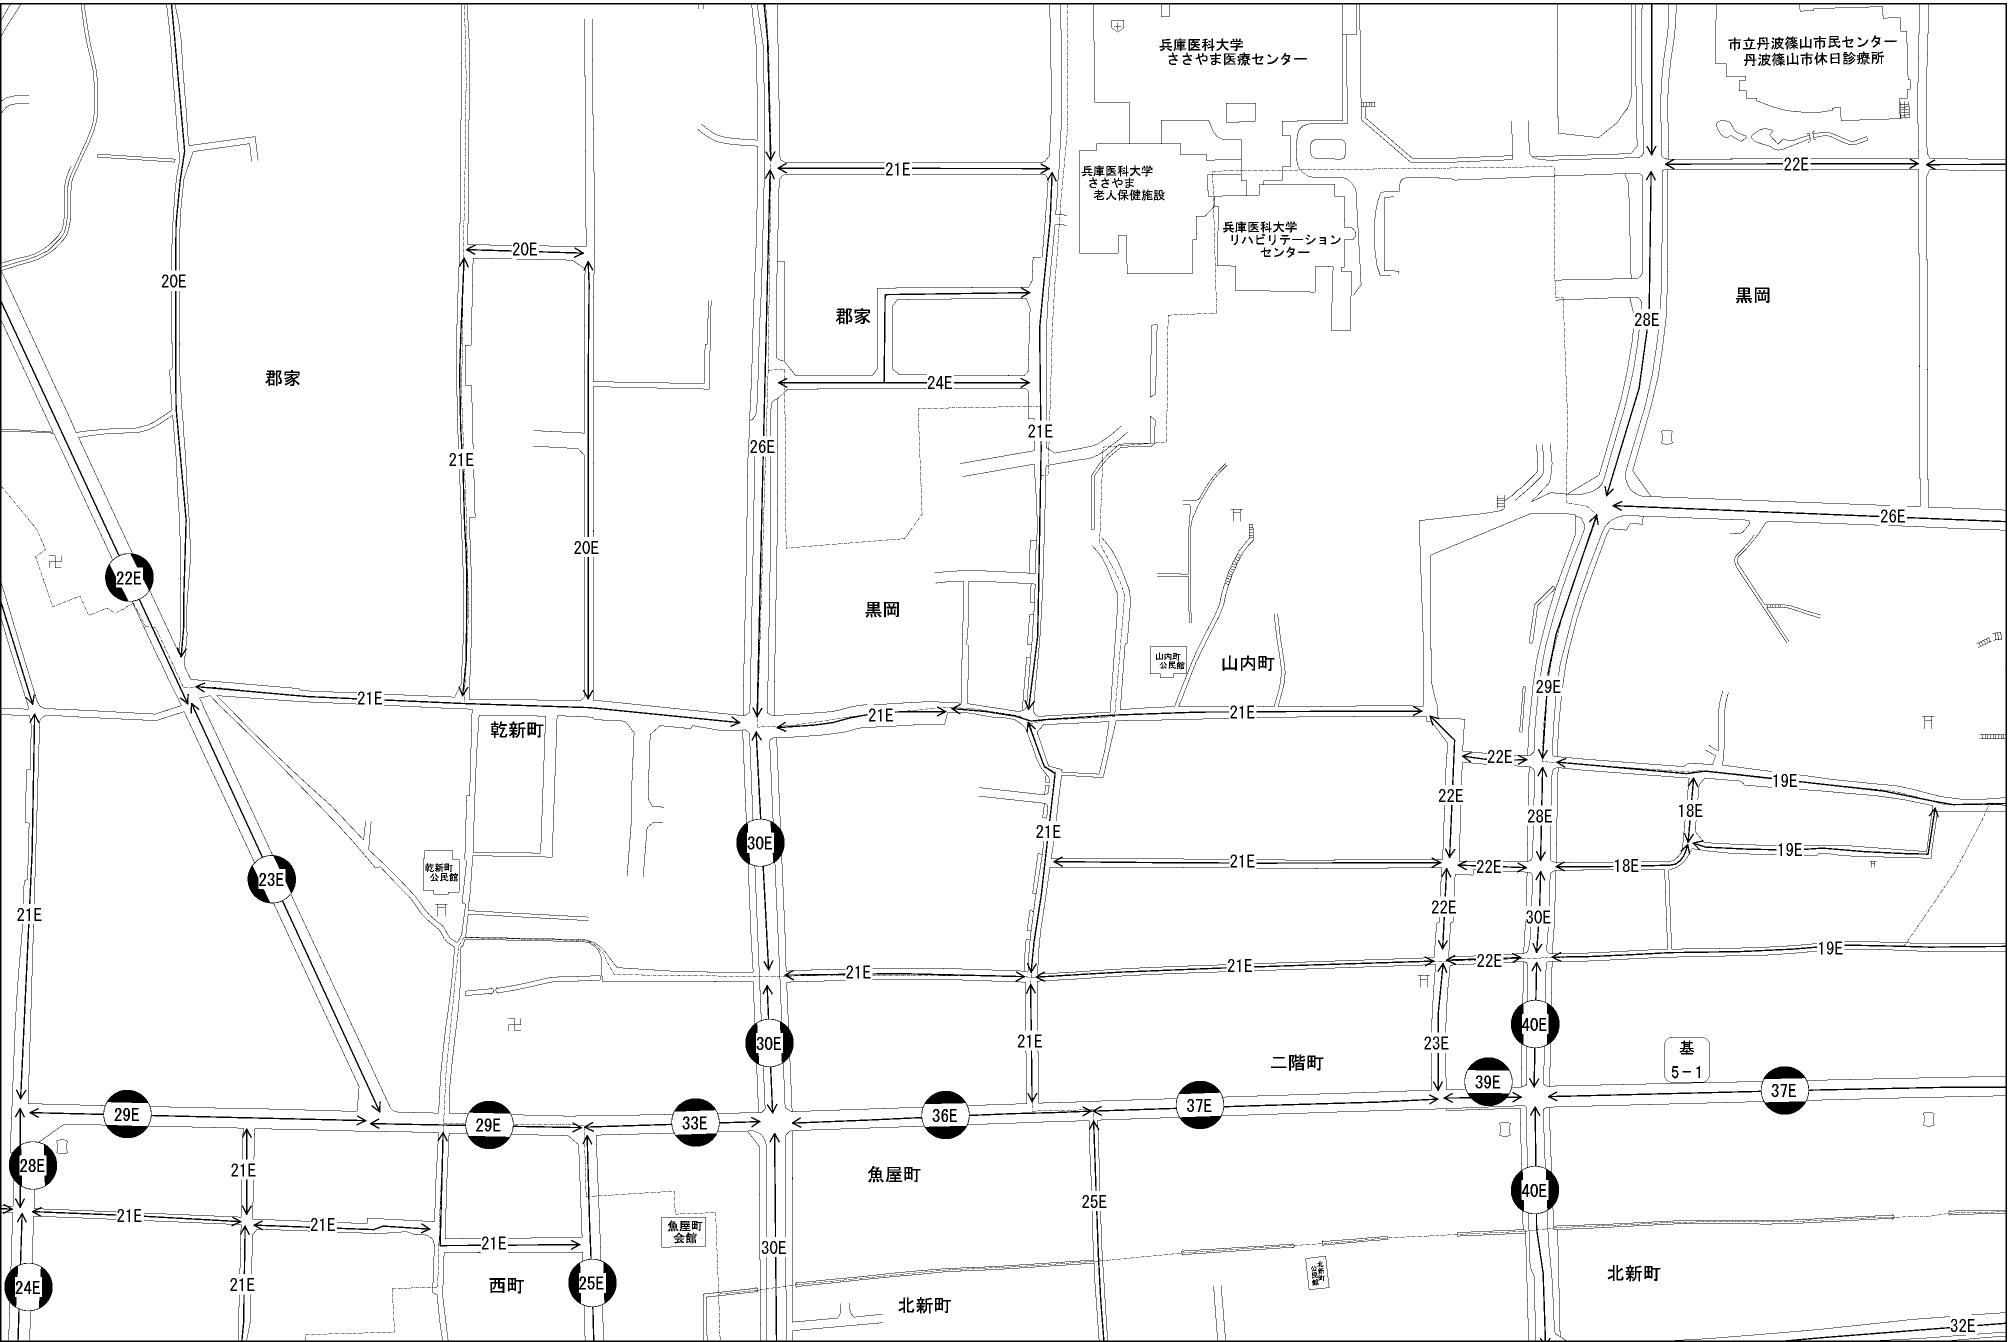 兵庫医科大学
ささやま医療センター
市立丹波篠山市民センター
丹波篠山市休日診療所
21E
兵庫医科大学
ささやま
老人保健施設
22E
兵庫医科大学
リハビリテーション
センター
20E
20E
郡家
黒岡
28E
郡家
24E
21E
26E
21E
26E
20E
22E
黒岡
山内町
公民館
山内町
29E
21E
21E
21E
乾新町
22E
19E
22E
28E
18E
30E
21E
19E
21E
22E
18E
乾新町
公民館
23E
22E
30E
21E
19E
21E
21E
22E
40E
30E
21E
23E
基
5-1
二階町
39E
37E
29E
36E
37E
33E
29E
28E
21E
魚屋町
40E
25E
21E
21E
魚屋町
会館
21E
30E
北新町
公民館
北新町
24E
21E
西町
25E
北新町
32E